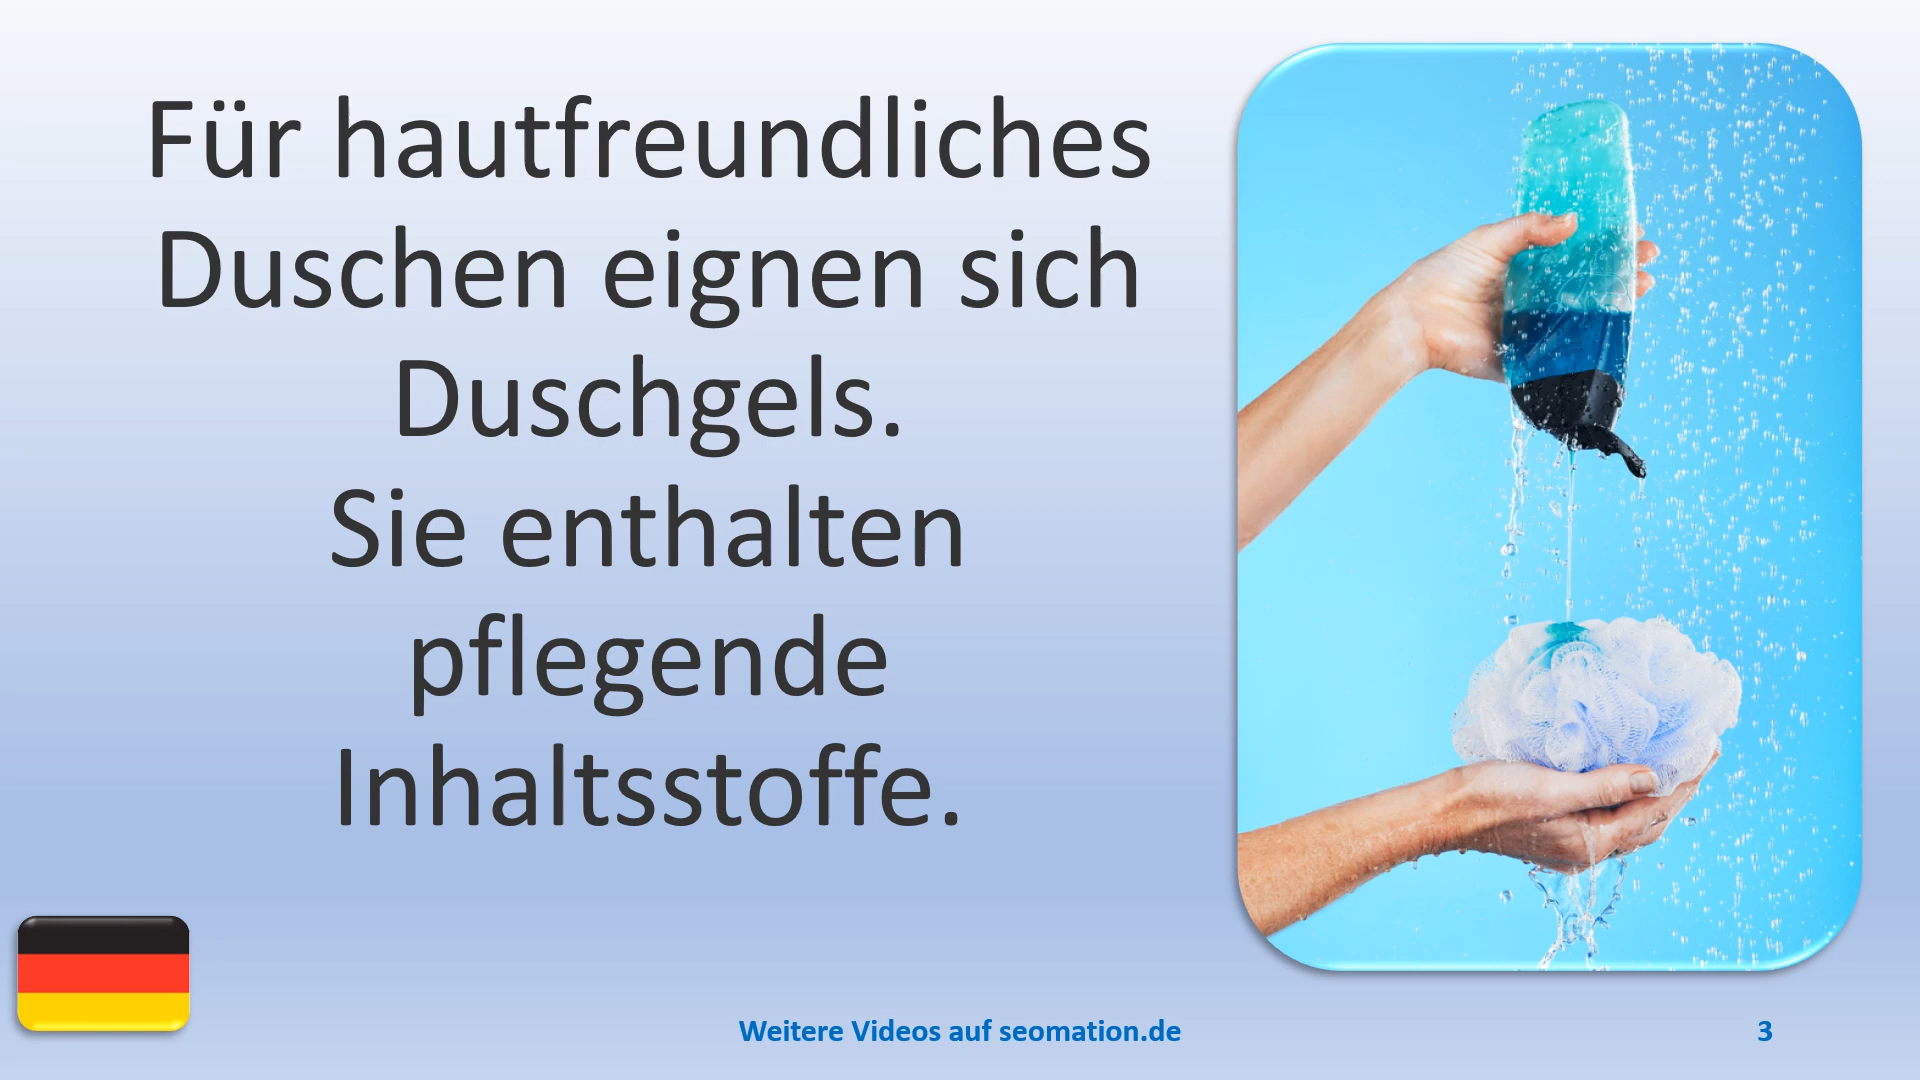 Für hautfreundliches
Duschen eignen sich
Duschgels.
Sie enthalten
pflegende
Inhaltsstoffe.
Weitere Videos auf seomation.de
3